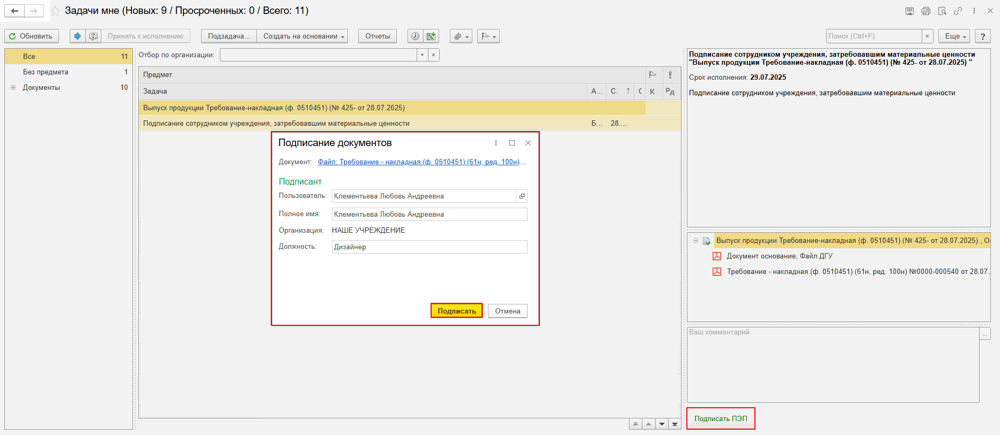 Задачи мне (Новых: 9 / Просроченных: 0 / Всего: 11)
Обновить
Принять к исполнению
Подзадача...
Создать на основании
Отчеты
Поиск (Ctrl+F)
×
Еще
?
Все 11
Без предмета 1
Документы 10
Отбор по организации:
×
Предмет
Задача А... С. ↑ К Рд
Выпуск продукции Требование-накладная (ф. 0510451) (№ 425- от 28.07.2025)
Подписание сотрудником учреждения, затребовавшим материальные ценности Б... 28....
Подписание документов
Документ: Файл: Требование - накладная (ф. 0510451) (61н, ред. 100н)...
Подписант
Пользователь: Клементьева Любовь Андреевна
Полное имя: Клементьева Любовь Андреевна
Организация: НАШЕ УЧРЕЖДЕНИЕ
Должность: Дизайнер
Подписать
Отмена
Подписание сотрудником учреждения, затребовавшим материальные ценности
"Выпуск продукции Требование-накладная (ф. 0510451) (№ 425- от 28.07.2025) "
Срок исполнения: 29.07.2025
Подписание сотрудником учреждения, затребовавшим материальные ценности
Выпуск продукции Требование-накладная (ф. 0510451) (№ 425- от 28.07.2025) , Ос
Документ основание, Файл ДГУ
Требование - накладная (ф. 0510451) (61н, ред. 100н) №0000-000540 от 28.07.
Ваш комментарий
...
Подписать ПЭП